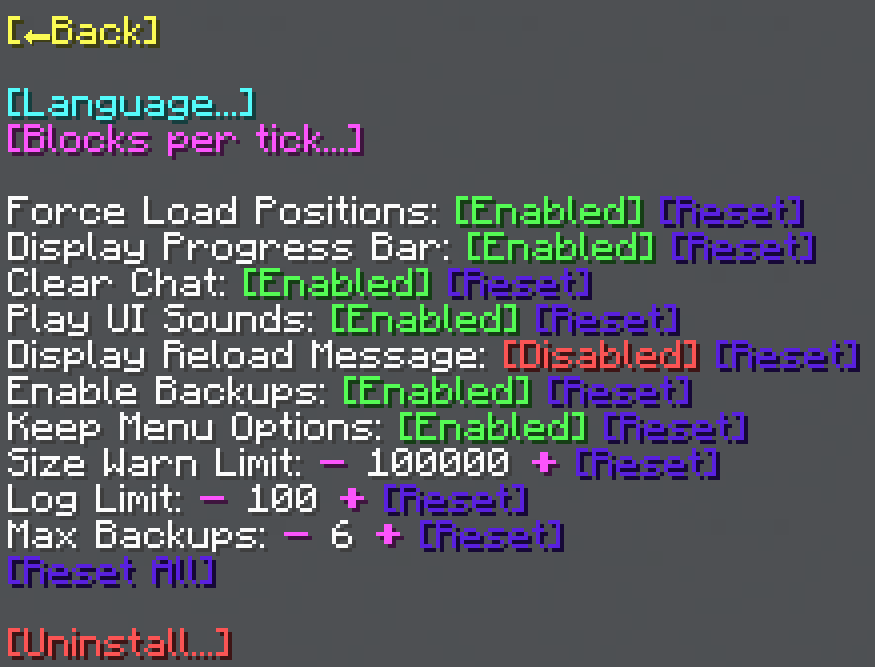 [←Back]
[Language...]
[Blocks per tick...]
Force Load Positions: [Enabled] [Reset]
Display Progress Bar: [Enabled] [Reset]
Clear Chat: [Enabled] [Reset]
Play UI Sounds: [Enabled] [Reset]
Display Reload Message: [Disabled] [Reset]
Enable Backups: [Enabled] [Reset]
Keep Menu Options: [Enabled] [Reset]
Size Warn Limit: - 100000 + [Reset]
Log Limit: - 100 + [Reset]
Max Backups: - 6 + [Reset]
[Reset All]
[Uninstall...]